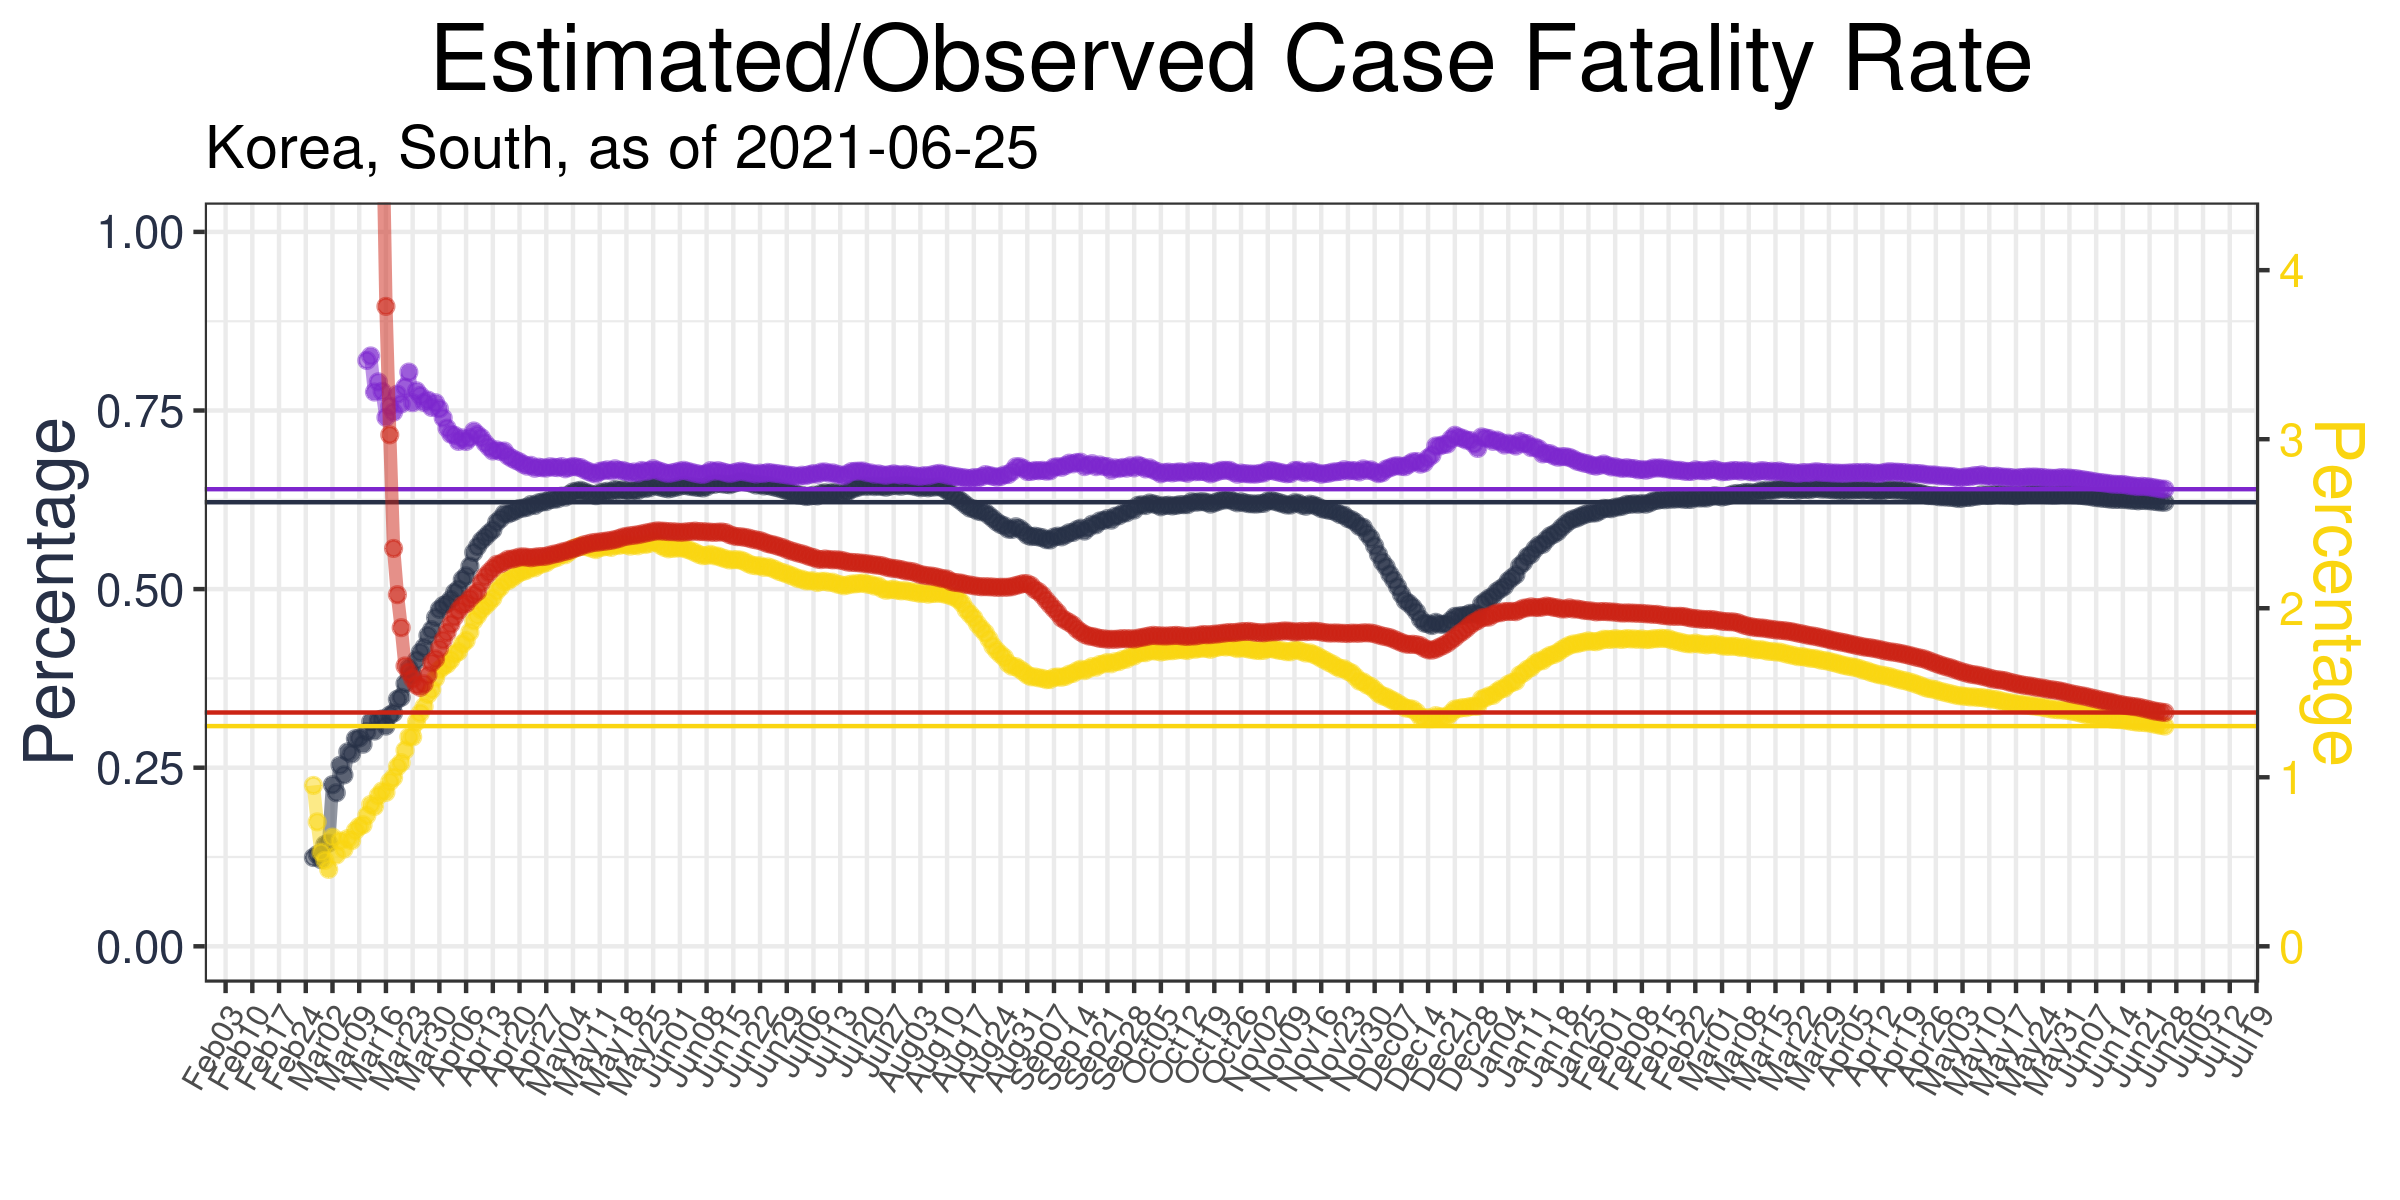 Estimated/Observed Case Fatality Rate
Korea, South, as of 2021-06-25
Percentage
1.00
0.75
0.50
0.25
0.00
4
3
2
1
0
Percentage
Feb03
Feb10
Feb17
Feb24
Mar02
Mar09
Mar16
Mar23
Mar30
Apr06
Apr13
Apr20
Apr27
May04
May11
May18
May25
Jun01
Jun08
Jun15
Jun22
Jun29
Jul06
Jul13
Jul20
Jul27
Aug03
Aug10
Aug17
Aug24
Aug31
Sep07
Sep14
Sep21
Sep28
Oct05
Oct12
Oct19
Oct26
Nov02
Nov09
Nov16
Nov23
Nov30
Dec07
Dec14
Dec21
Dec28
Jan04
Jan11
Jan18
Jan25
Feb01
Feb08
Feb15
Feb22
Mar01
Mar08
Mar15
Mar22
Mar29
Apr05
Apr12
Apr19
Apr26
May03
May10
May17
May24
May31
Jun07
Jun14
Jun21
Jun28
Jul05
Jul12
Jul19